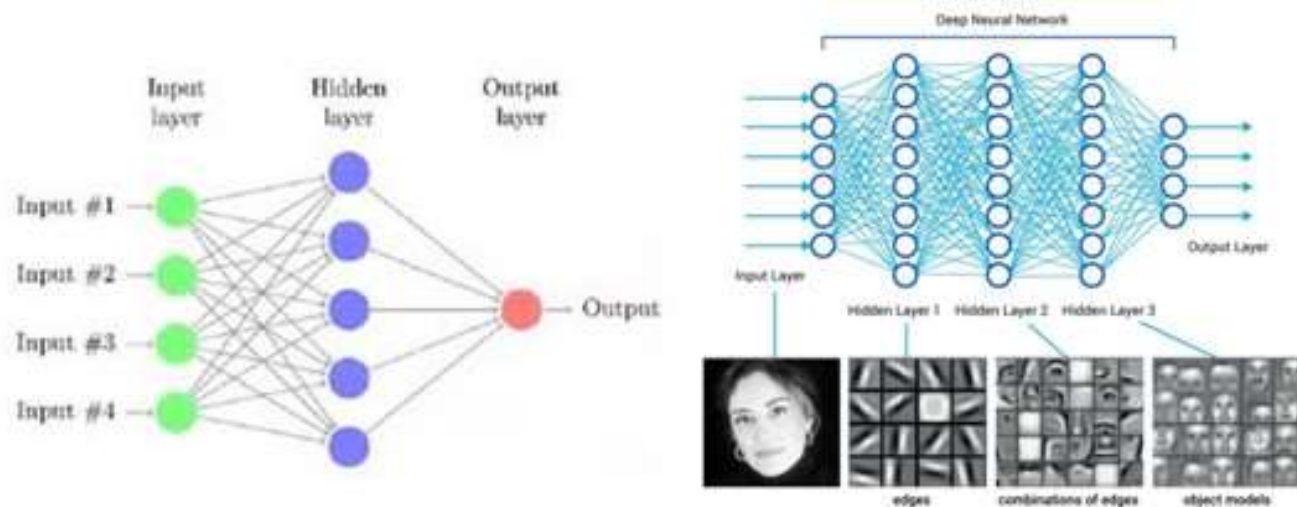 Input
layer
Hidden
layer
Output
layer
Input #1
Input #2
Input #3
Input #4
Output
Deep Neural Network
Input Layer
Output Layer
Hidden Layer 1
Hidden Layer 2
Hidden Layer 3
edges
combinations of edges
object models